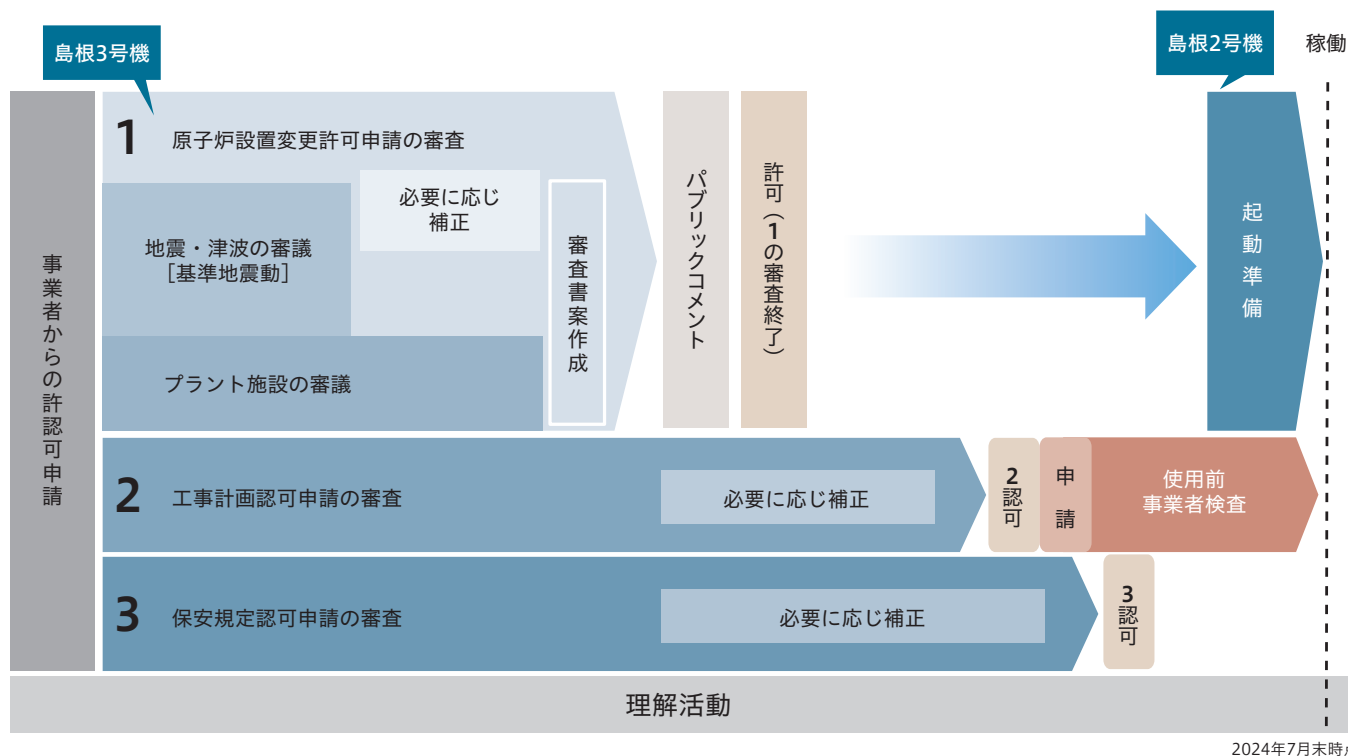 島根3号機
島根2号機
稼働
事業者からの許認可申請
1 原子炉設置変更許可申請の審査
地震・津波の審議
［基準地震動］
必要に応じ
補正
プラント施設の審議
審査書案作成
パブリックコメント
許可（1の審査終了）
起動準備
2 工事計画認可申請の審査
必要に応じ補正
2認可
申請
使用前
事業者検査
3 保安規定認可申請の審査
必要に応じ補正
3認可
理解活動
2024年7月末時